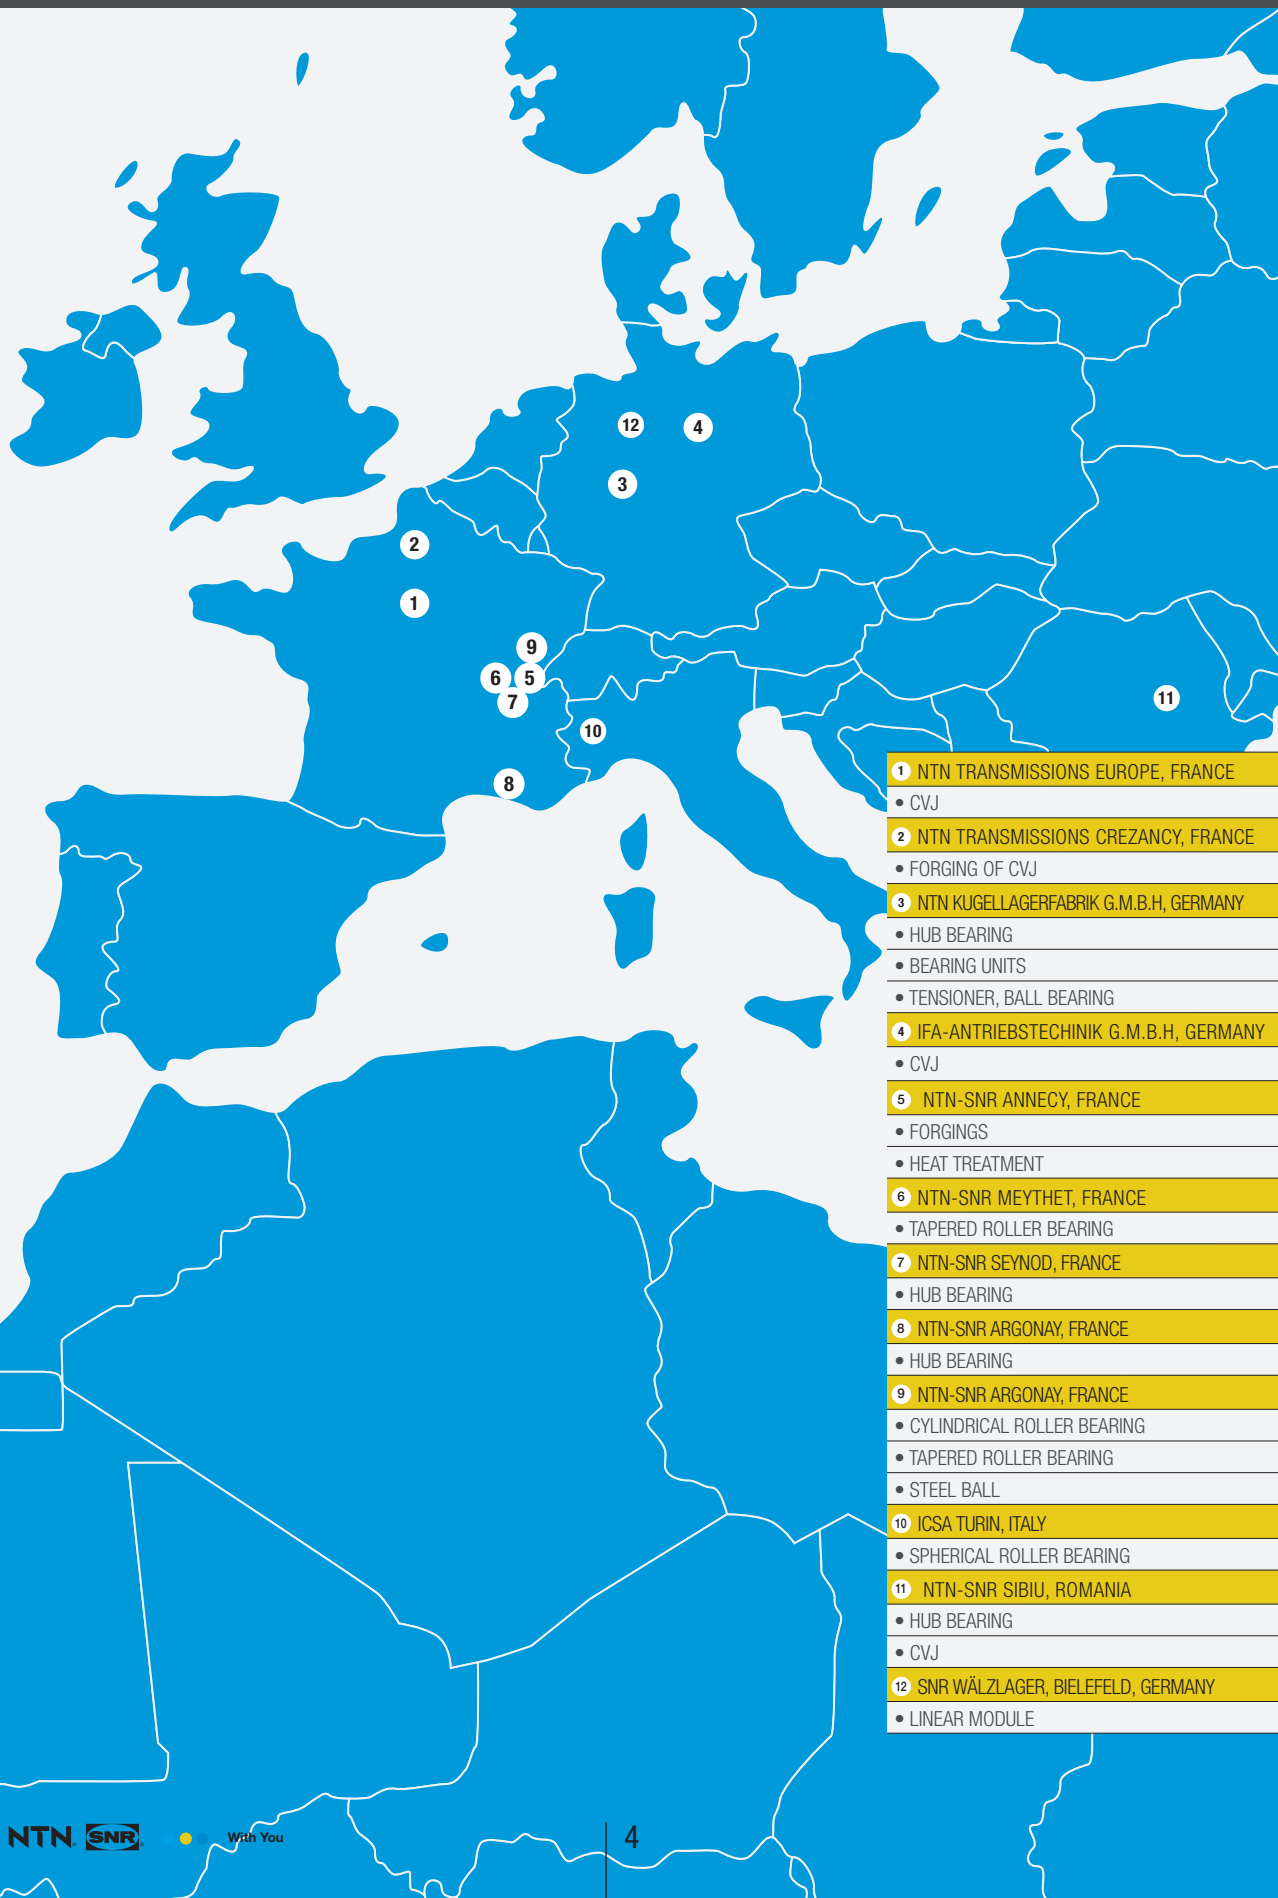 12
4
3
2
1
9
6
5
7
11
10
8
1 NTN TRANSMISSIONS EUROPE, FRANCE
• CVJ
2 NTN TRANSMISSIONS CREZANCY, FRANCE
• FORGING OF CVJ
3 NTN KUGELLAGERFABRIK G.M.B.H, GERMANY
• HUB BEARING
• BEARING UNITS
• TENSIONER, BALL BEARING
4 IFA-ANTRIEBSTECHINIK G.M.B.H, GERMANY
• CVJ
5 NTN-SNR ANNECY, FRANCE
• FORGINGS
• HEAT TREATMENT
6 NTN-SNR MEYTHET, FRANCE
• TAPERED ROLLER BEARING
7 NTN-SNR SEYNOD, FRANCE
• HUB BEARING
8 NTN-SNR ARGONAY, FRANCE
• HUB BEARING
9 NTN-SNR ARGONAY, FRANCE
• CYLINDRICAL ROLLER BEARING
• TAPERED ROLLER BEARING
• STEEL BALL
10 ICSA TURIN, ITALY
• SPHERICAL ROLLER BEARING
11 NTN-SNR SIBIU, ROMANIA
• HUB BEARING
• CVJ
12 SNR WÄLZLAGER, BIELEFELD, GERMANY
• LINEAR MODULE
NTN SNR With You 4